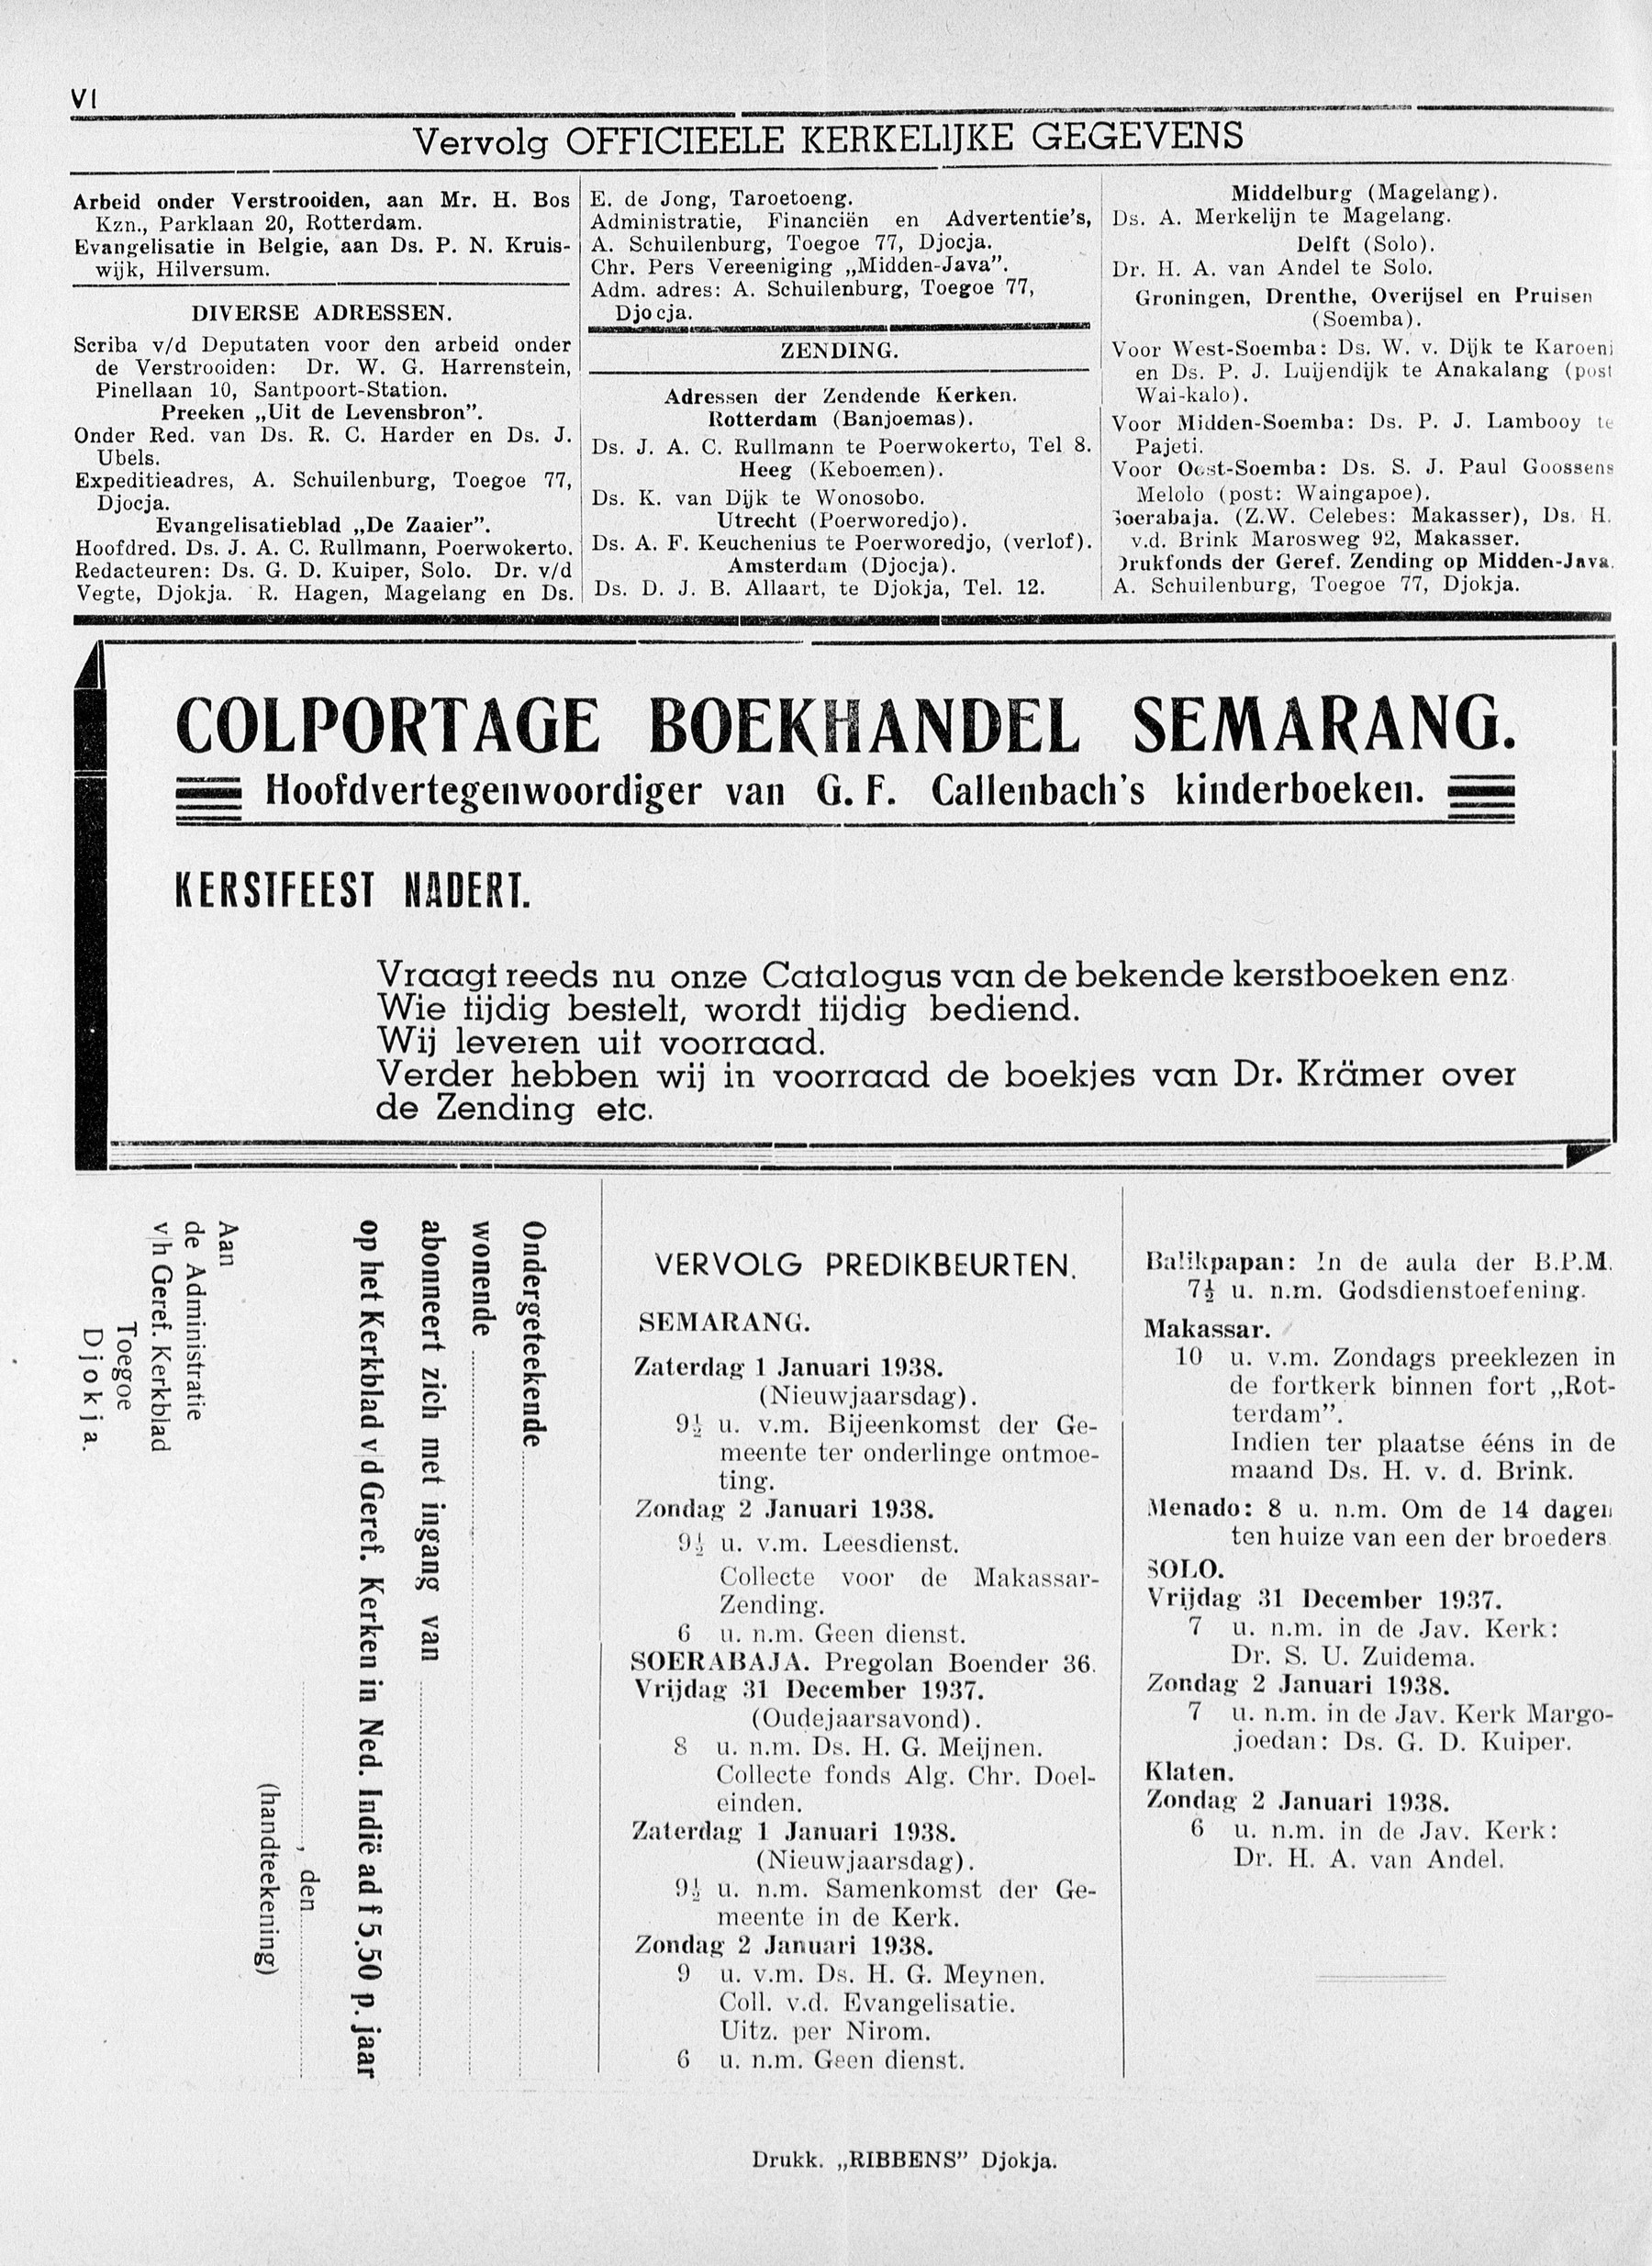 VI
Vervolg OFFICIEELE KERKELIJKE GEGEVENS
Arbeid onder Verstrooiden, aan Mr. H. Bos
Kzn., Parklaan 20, Rotterdam.
Evangelisatie in Belgie, aan Ds. P. N. Kruis-
wijk, Hilversum.
DIVERSE ADRESSEN.
Scriba v/d Deputaten voor den arbeid onder
de Verstrooiden: Dr. W. G. Harrenstein,
Pinellaan 10, Santpoort-Station.
Preeken „Uit de Levensbron”.
Onder Red. van Ds. R. C. Harder en Ds. J.
Ubels.
Expeditieadres, A. Schuilenburg, Toegoe 77,
Djocja.
Evangelisatieblad „De Zaaier”.
Hoofdred. Ds. J. A. C. Rullmann, Poerwokerto.
Redacteuren: Ds. G. D. Kuiper, Solo. Dr. v/d
Vegte, Djokja. R. Hagen, Magelang en Ds.
E. de Jong, Taroetoeng.
Administratie, Financiën en Advertentie's,
A. Schuilenburg, Toegoe 77, Djocja.
Chr. Pers Vereeniging „Midden-Java”.
Adm. adres: A. Schuilenburg, Toegoe 77,
Djocja.
ZENDING.
Adressen der Zendende Kerken.
Rotterdam (Banjoemas).
Ds. J. A. C. Rullmann te Poerwokerto, Tel 8.
Heeg (Keboemen).
Ds. K. van Dijk te Wonosobo.
Utrecht (Poerworedjo).
Ds. A. F. Keuchenius te Poerworedjo, (verlof).
Amsterdam (Djocja).
Ds. D. J. B. Allaart, te Djokja, Tel. 12.
Middelburg (Magelang).
Ds. A. Merkelijn te Magelang.
Delft (Solo).
Dr. H. A. van Andel te Solo.
Groningen, Drenthe, Overijsel en Pruisen
(Soemba).
Voor West-Soemba: Ds. W. v. Dijk te Karoeni
en Ds. P. J. Luijendijk te Anakalang (post
Wai-kalo).
Voor Midden-Soemba: Ds. P. J. Lambooy te
Pajeti.
Voor Oost-Soemba: Ds. S. J. Paul Goossens
Melolo (post: Waingapoe).
Soerabaja. (Z.W. Celebes: Makasser), Ds. H.
v.d. Brink Marosweg 92, Makasser.
Drukfonds der Geref. Zending op Midden-Java.
A. Schuilenburg, Toegoe 77, Djokja.
COLPORTAGE BOEKHANDEL SEMARANG.
Hoofdvertegenwoordiger van G. F. Callenbach's kinderboeken.
KERSTFEEST NADERT.
Vraagt reeds nu onze Catalogus van de bekende kerstboeken enz.
Wie tijdig bestelt, wordt tijdig bediend.
Wij leveren uit voorraad.
Verder hebben wij in voorraad de boekjes van Dr. Krämer over
de Zending etc.
Ondergeteekende
wonende
abonneert zich met ingang van
op het Kerkblad v/d Geref. Kerken in Ned. Indië ad f 5.50 p. jaar
, den
(handteekening)
Aan
de Administratie
v/h Geref. Kerkblad
Toegoe
Djokja.
VERVOLG PREDIKBEURTEN.
SEMARANG.
Zaterdag 1 Januari 1938.
(Nieuwjaarsdag).
9½ u. v.m. Bijeenkomst der Ge-
meente ter onderlinge ontmoe-
ting.
Zondag 2 Januari 1938.
9½ u. v.m. Leesdienst.
Collecte voor de Makassar-
Zending.
6 u. n.m. Geen dienst.
SOERABAJA. Pregolan Boender 36.
Vrijdag 31 December 1937.
(Oudejaarsavond).
8 u. n.m. Ds. H. G. Meijnen.
Collecte fonds Alg. Chr. Doel-
einden.
Zaterdag 1 Januari 1938.
(Nieuwjaarsdag).
9½ u. n.m. Samenkomst der Ge-
meente in de Kerk.
Zondag 2 Januari 1938.
9 u. v.m. Ds. H. G. Meynen.
Coll. v.d. Evangelisatie.
Uitz. per Nirom.
6 u. n.m. Geen dienst.
Balikpapan: In de aula der B.P.M.
7½ u. n.m. Godsdienstoefening.
Makassar.
10 u. v.m. Zondags preeklezen in
de fortkerk binnen fort „Rot-
terdam”.
Indien ter plaatse ééns in de
maand Ds. H. v. d. Brink.
Menado: 8 u. n.m. Om de 14 dagen
ten huize van een der broeders
SOLO.
Vrijdag 31 December 1937.
7 u. n.m. in de Jav. Kerk:
Dr. S. U. Zuidema.
Zondag 2 Januari 1938.
7 u. n.m. in de Jav. Kerk Margo-
joedan: Ds. G. D. Kuiper.
Klaten.
Zondag 2 Januari 1938.
6 u. n.m. in de Jav. Kerk:
Dr. H. A. van Andel.
Drukk. „RIBBENS” Djokja.